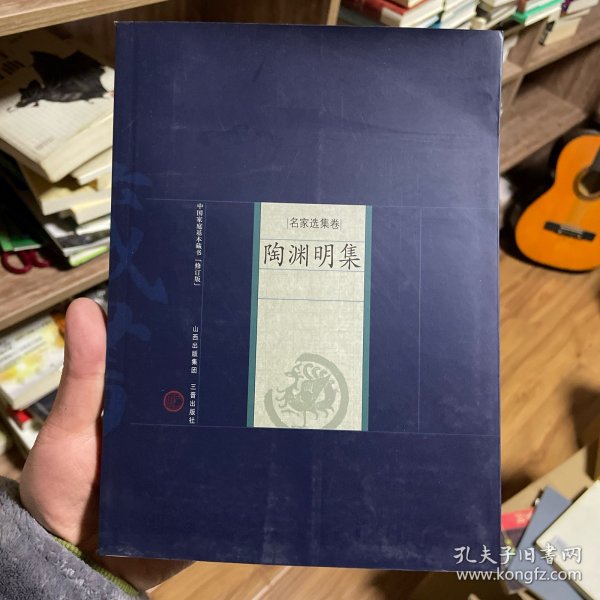 名家选集卷
陶渊明集
中国家庭基本藏书[修订版]
山西出版集团 三晋出版社
孔夫子旧书网
www.kongfz.com